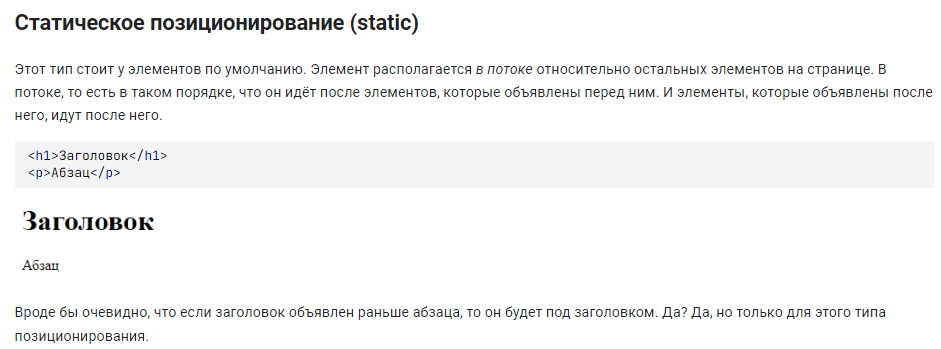 Статическое позиционирование (static)
Этот тип стоит у элементов по умолчанию. Элемент располагается в потоке относительно остальных элементов на странице. В
потоке, то есть в таком порядке, что он идёт после элементов, которые объявлены перед ним. И элементы, которые объявлены после
него, идут после него.
<h1>Заголовок</h1>
<p>Абзац</p>
Заголовок
Абзац
Вроде бы очевидно, что если заголовок объявлен раньше абзаца, то он будет под заголовком. Да? Да, но только для этого типа
позиционирования.